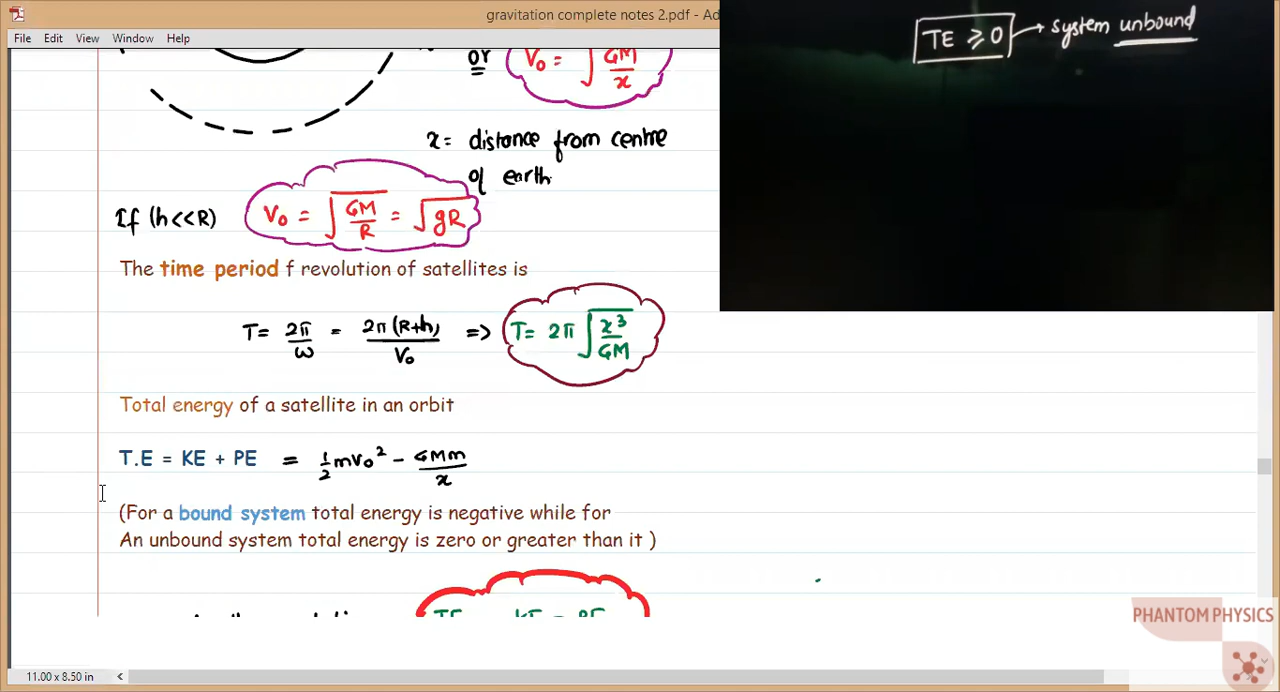 gravitation complete notes 2.pdf - Ad
File Edit View Window Help
TE ≥ 0 → system unbound
or V₀ = √(GM/x)
x = distance from centre
of earth
If (h<<R) V₀ = √(GM/R) = √gR
The time period f revolution of satellites is
T = 2π/ω = 2π(R+h)/V₀ => T = 2π√(x³/GM)
Total energy of a satellite in an orbit
T.E = KE + PE = ½mv₀² - GMm/x
(For a bound system total energy is negative while for
An unbound system total energy is zero or greater than it )
PHANTOM PHYSICS
11.00 x 8.50 in